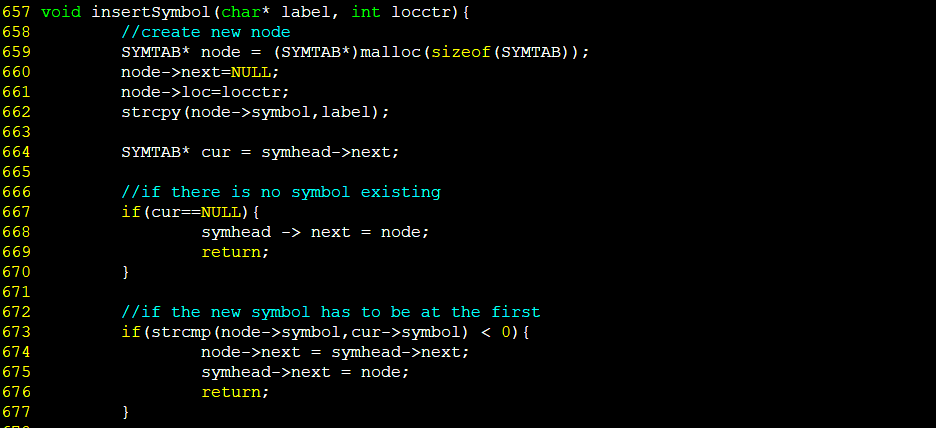 657 void insertSymbol(char* label, int locctr){
658         //create new node
659         SYMTAB* node = (SYMTAB*)malloc(sizeof(SYMTAB));
660         node->next=NULL;
661         node->loc=locctr;
662         strcpy(node->symbol,label);
663
664         SYMTAB* cur = symhead->next;
665
666         //if there is no symbol existing
667         if(cur==NULL){
668                 symhead -> next = node;
669                 return;
670         }
671
672         //if the new symbol has to be at the first
673         if(strcmp(node->symbol,cur->symbol) < 0){
674                 node->next = symhead->next;
675                 symhead->next = node;
676                 return;
677         }